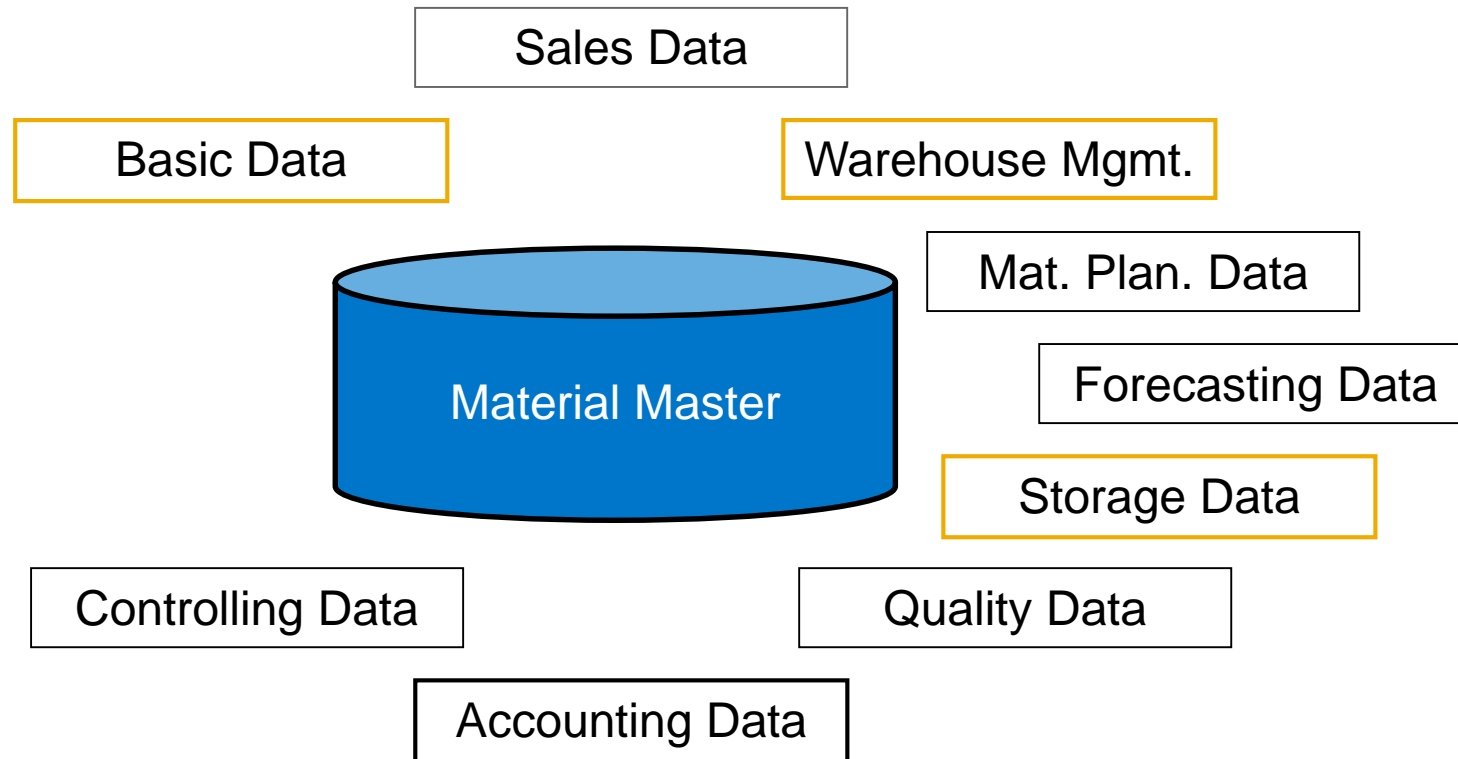 Sales Data
Basic Data
Warehouse Mgmt.
Mat. Plan. Data
Forecasting Data
Material Master
Storage Data
Controlling Data
Quality Data
Accounting Data